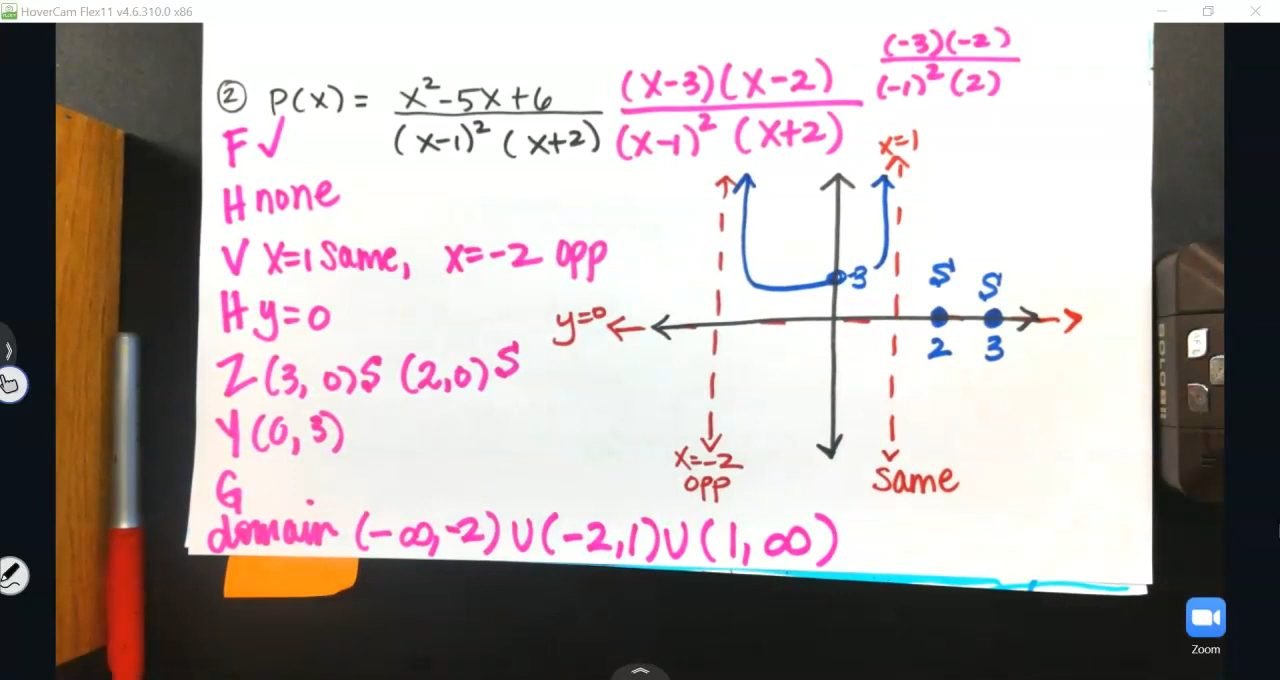 HoverCam Flex11 v4.6.310.0 x86
② P(x) = x²-5x+6 / (x-1)² (x+2) (x-3)(x-2) / (x-1)² (x+2) (-3)(-2) / (-1)² (2)
F ✓
H none
V x=1 same, x=-2 opp
H y=0
Z (3, 0) S (2, 0) S
Y (0, 3)
G
domain (-∞, -2) ∪ (-2, 1) ∪ (1, ∞)
x=1
3
S S
y=0
2 3
x=-2
opp
same
Zoom